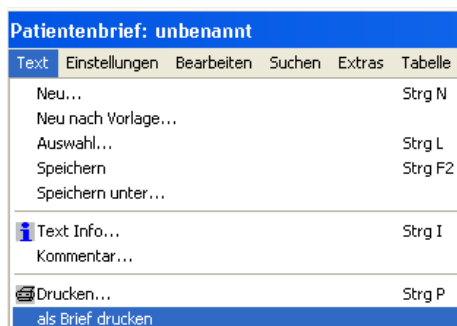 Patientenbrief: unbenannt
Text Einstellungen Bearbeiten Suchen Extras Tabelle
Neu... Strg N
Neu nach Vorlage...
Auswahl... Strg L
Speichern Strg F2
Speichern unter...
Text Info... Strg I
Kommentar...
Drucken... Strg P
als Brief drucken